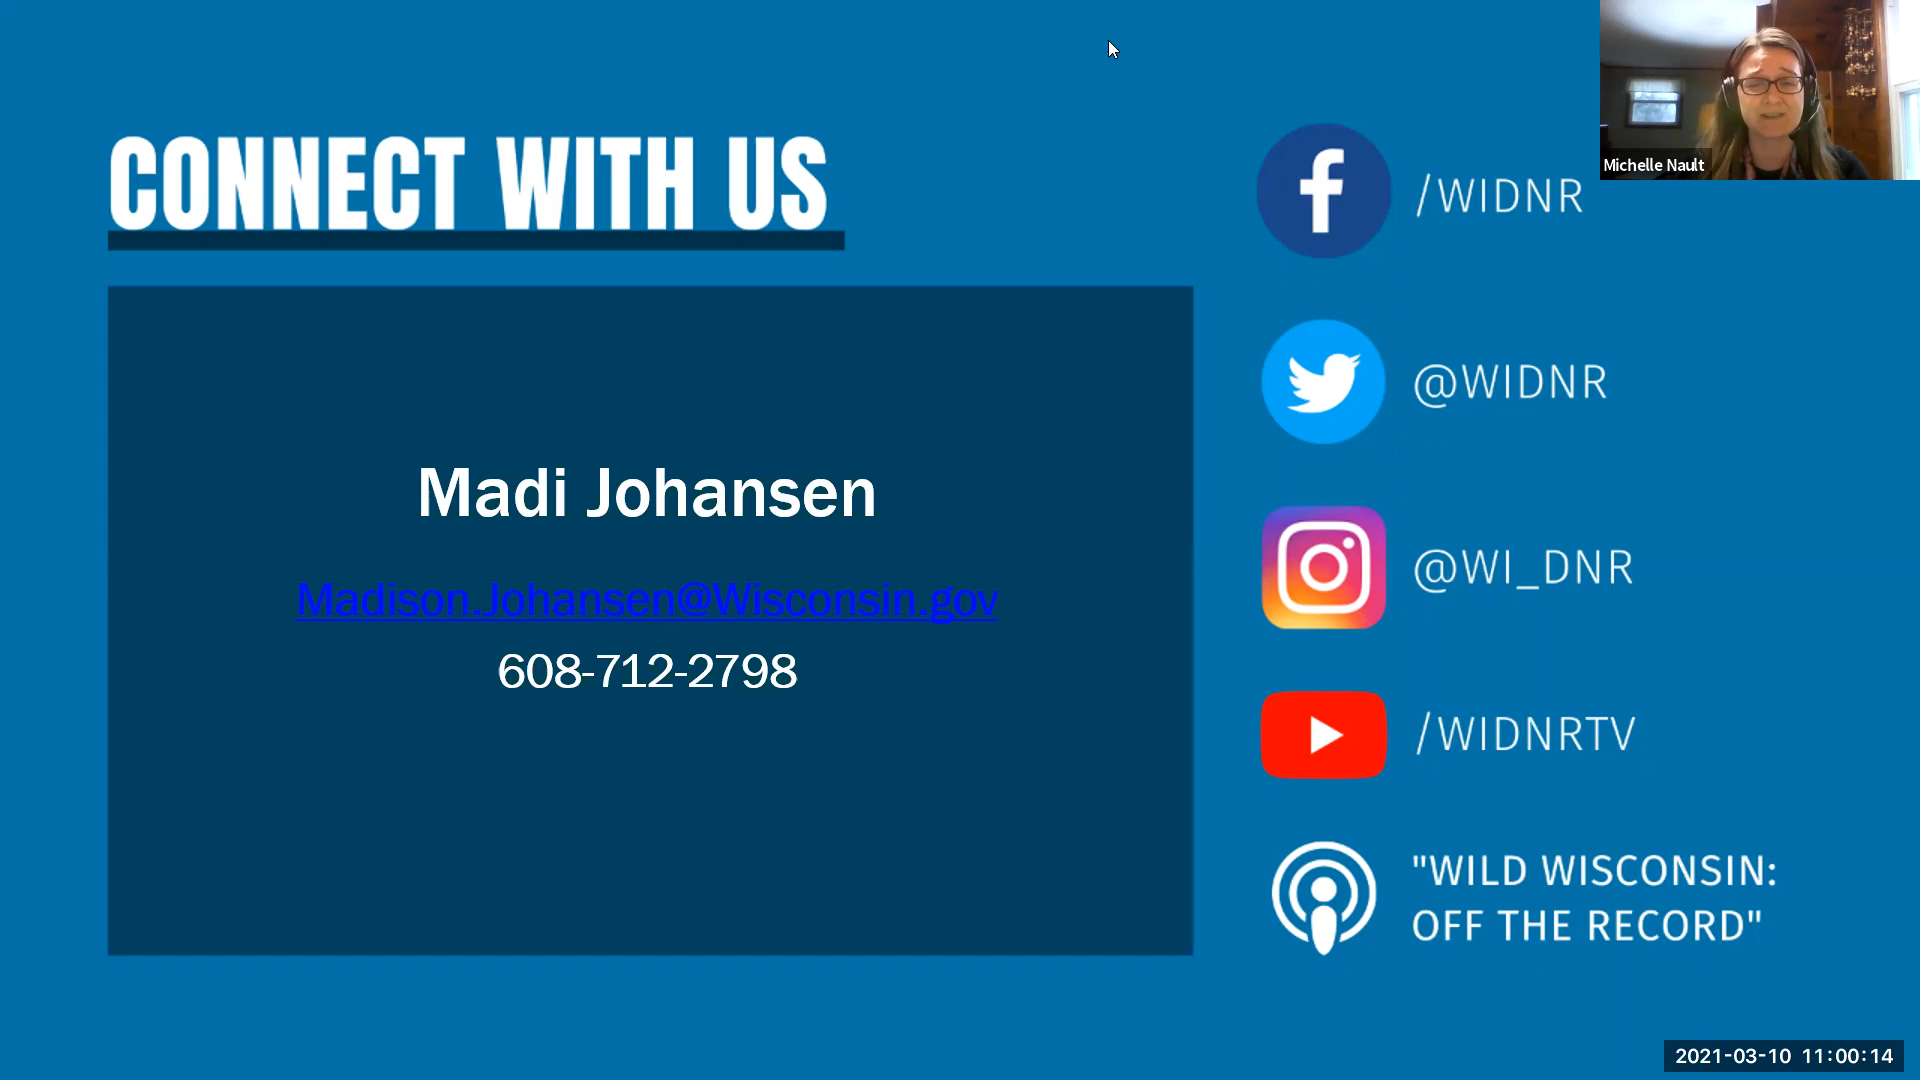 CONNECT WITH US
Madi Johansen
Madison.Johansen@Wisconsin.gov
608-712-2798
/WIDNR
@WIDNR
@WI_DNR
/WIDNRTV
"WILD WISCONSIN:
OFF THE RECORD"
Michelle Nault
2021-03-10 11:00:14